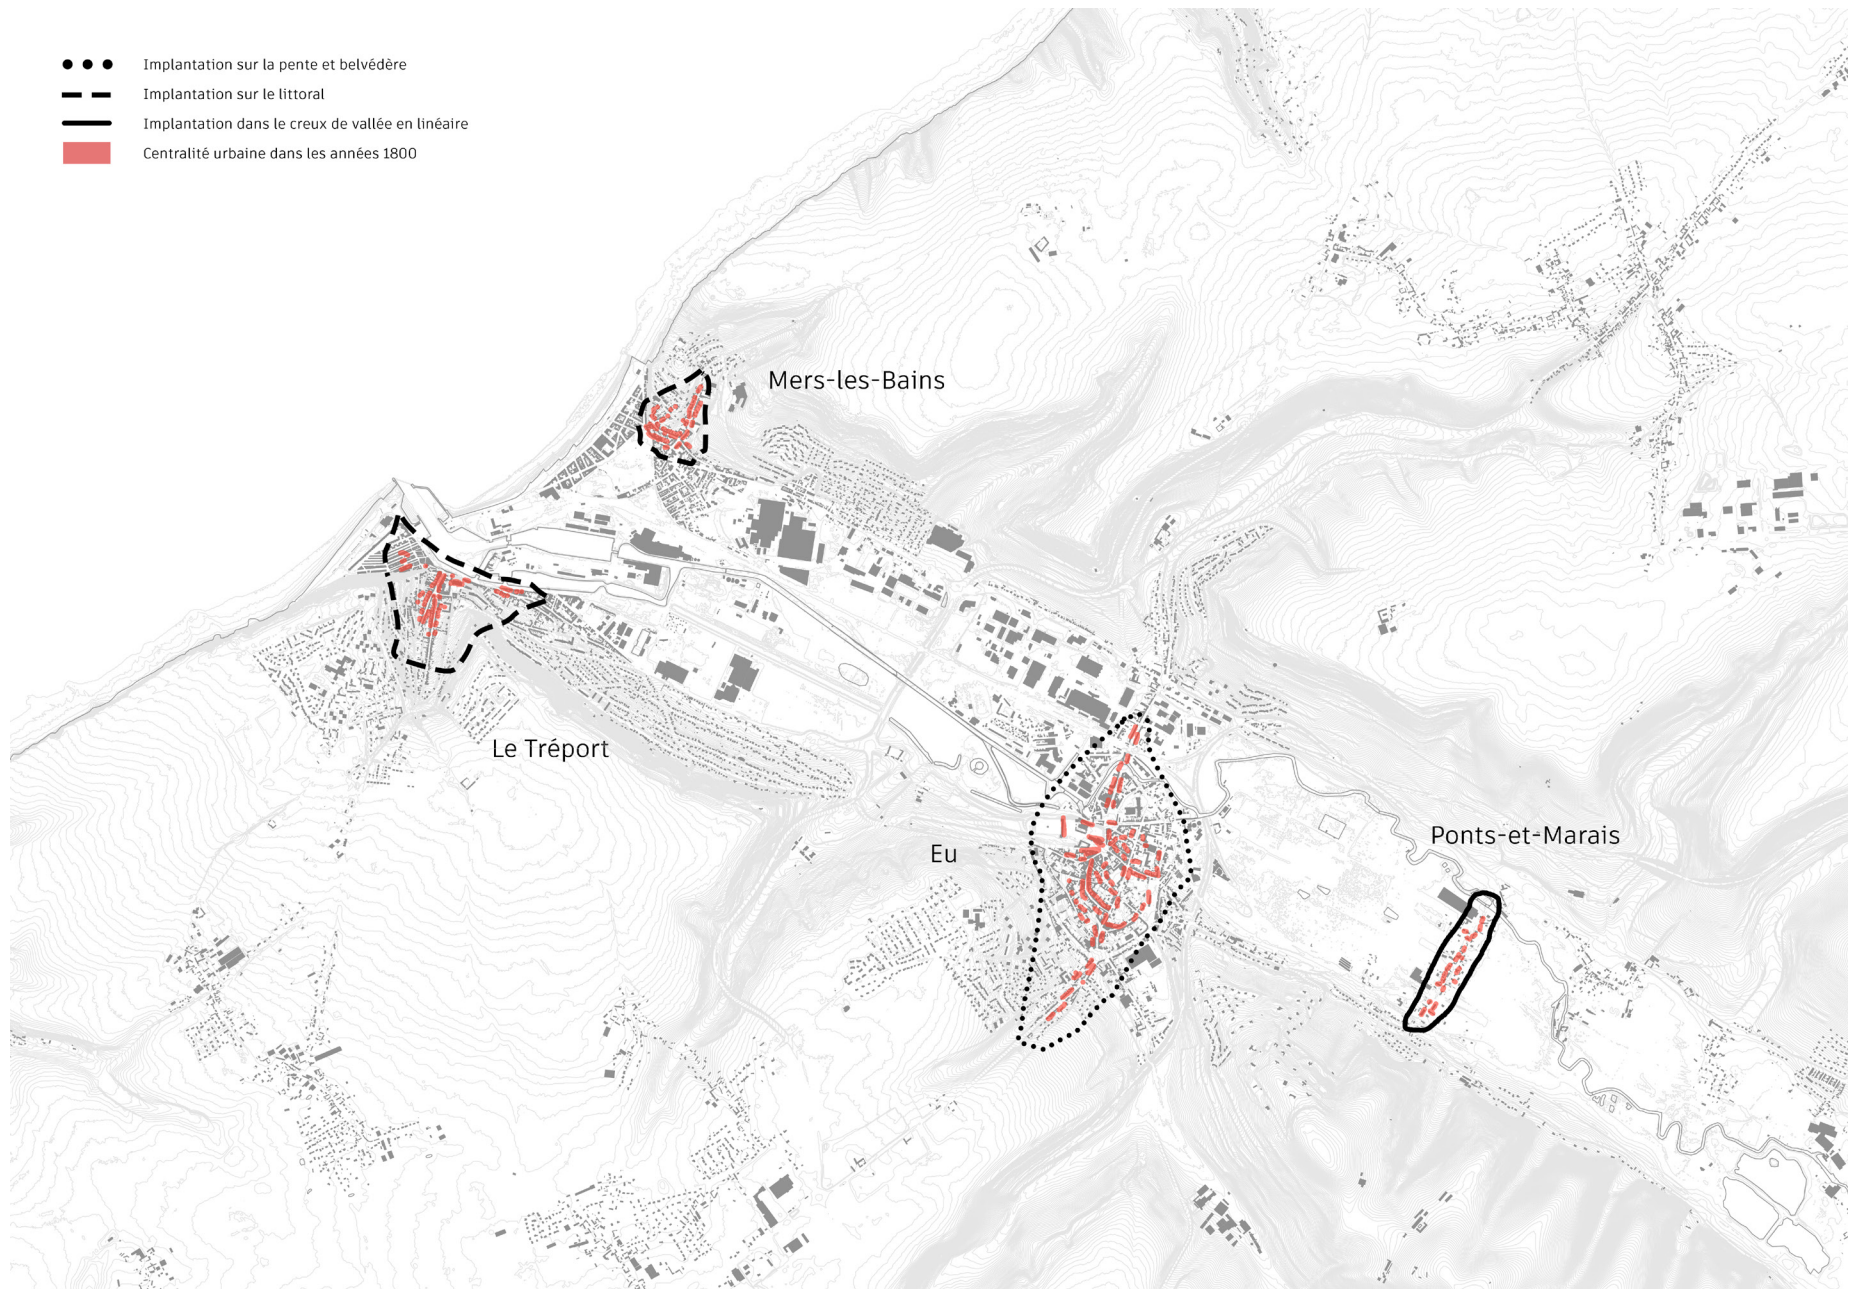 Implantation sur la pente et belvédère
Implantation sur le littoral
Implantation dans le creux de vallée en linéaire
Centralité urbaine dans les années 1800
Mers-les-Bains
Le Tréport
Eu
Ponts-et-Marais